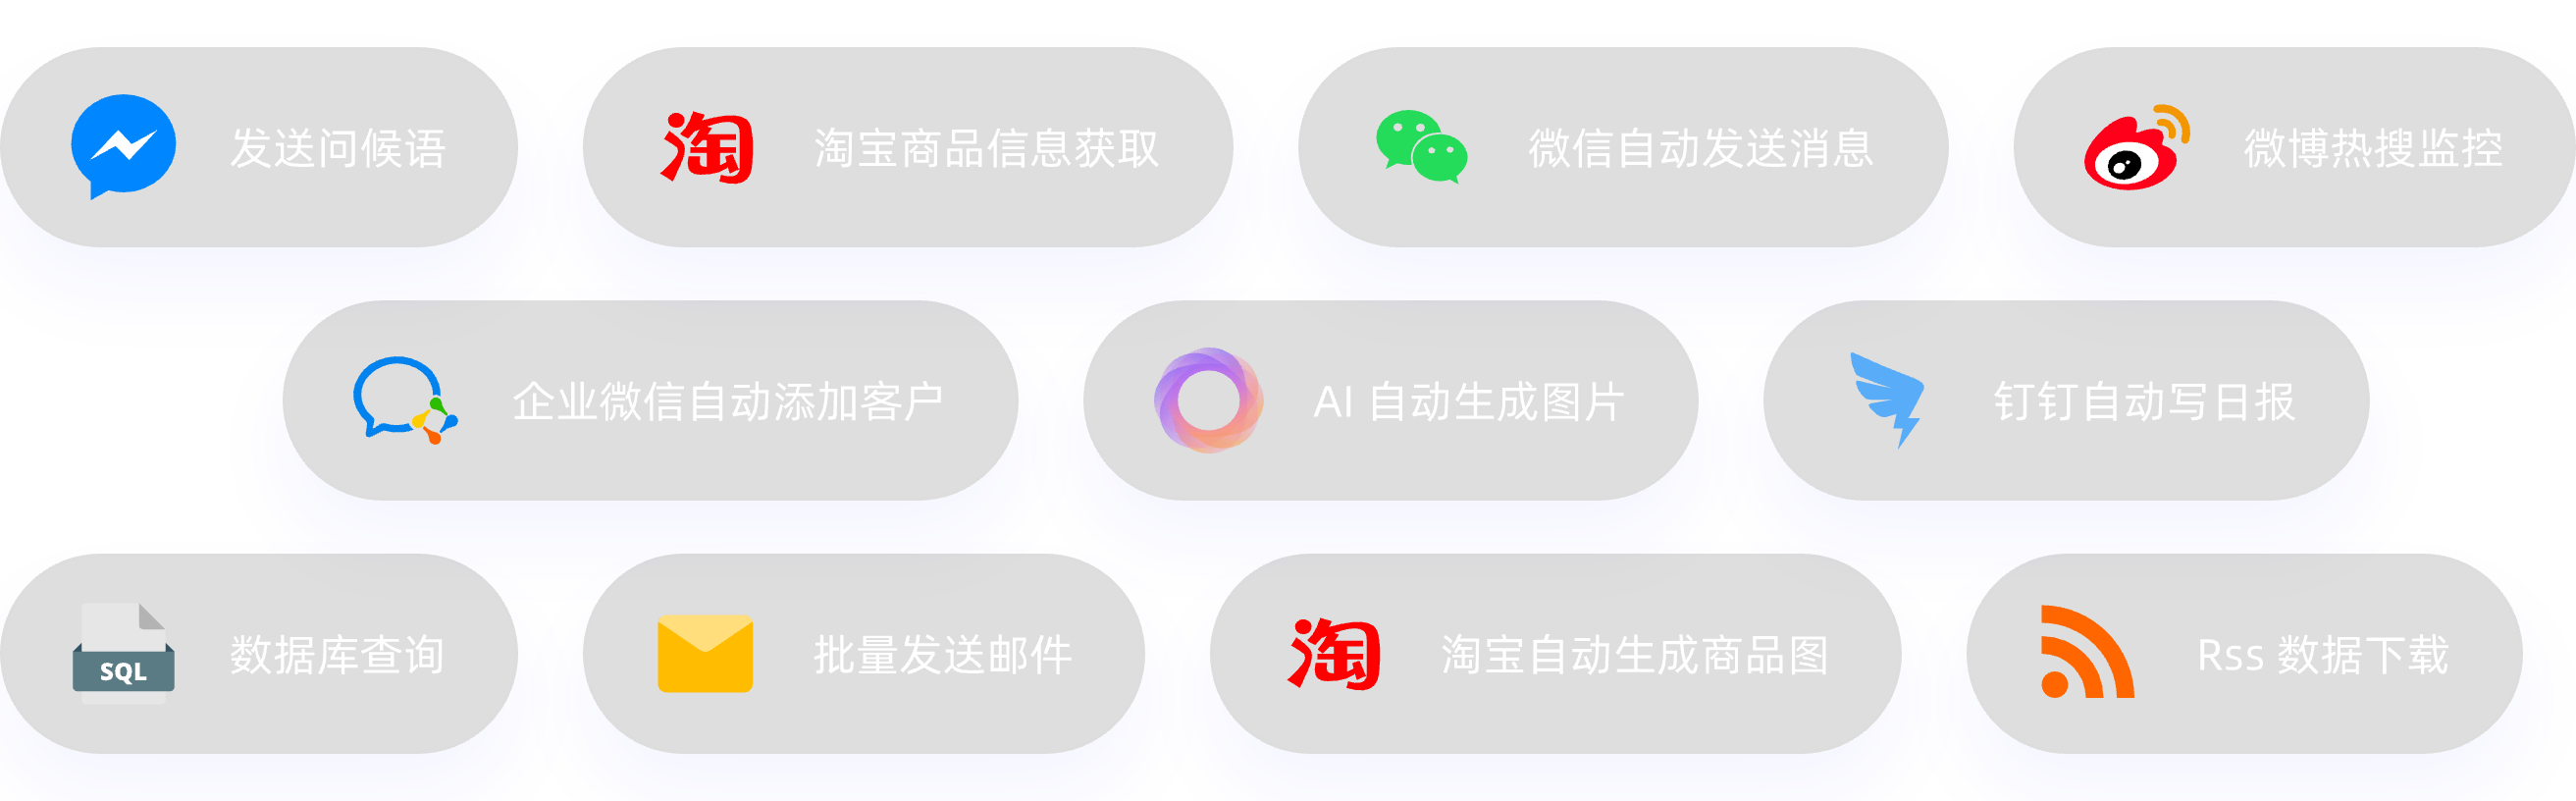 发送问候语
淘
淘宝商品信息获取
微信自动发送消息
微博热搜监控
企业微信自动添加客户
AI 自动生成图片
钉钉自动写日报
SQL
数据库查询
批量发送邮件
淘
淘宝自动生成商品图
Rss 数据下载